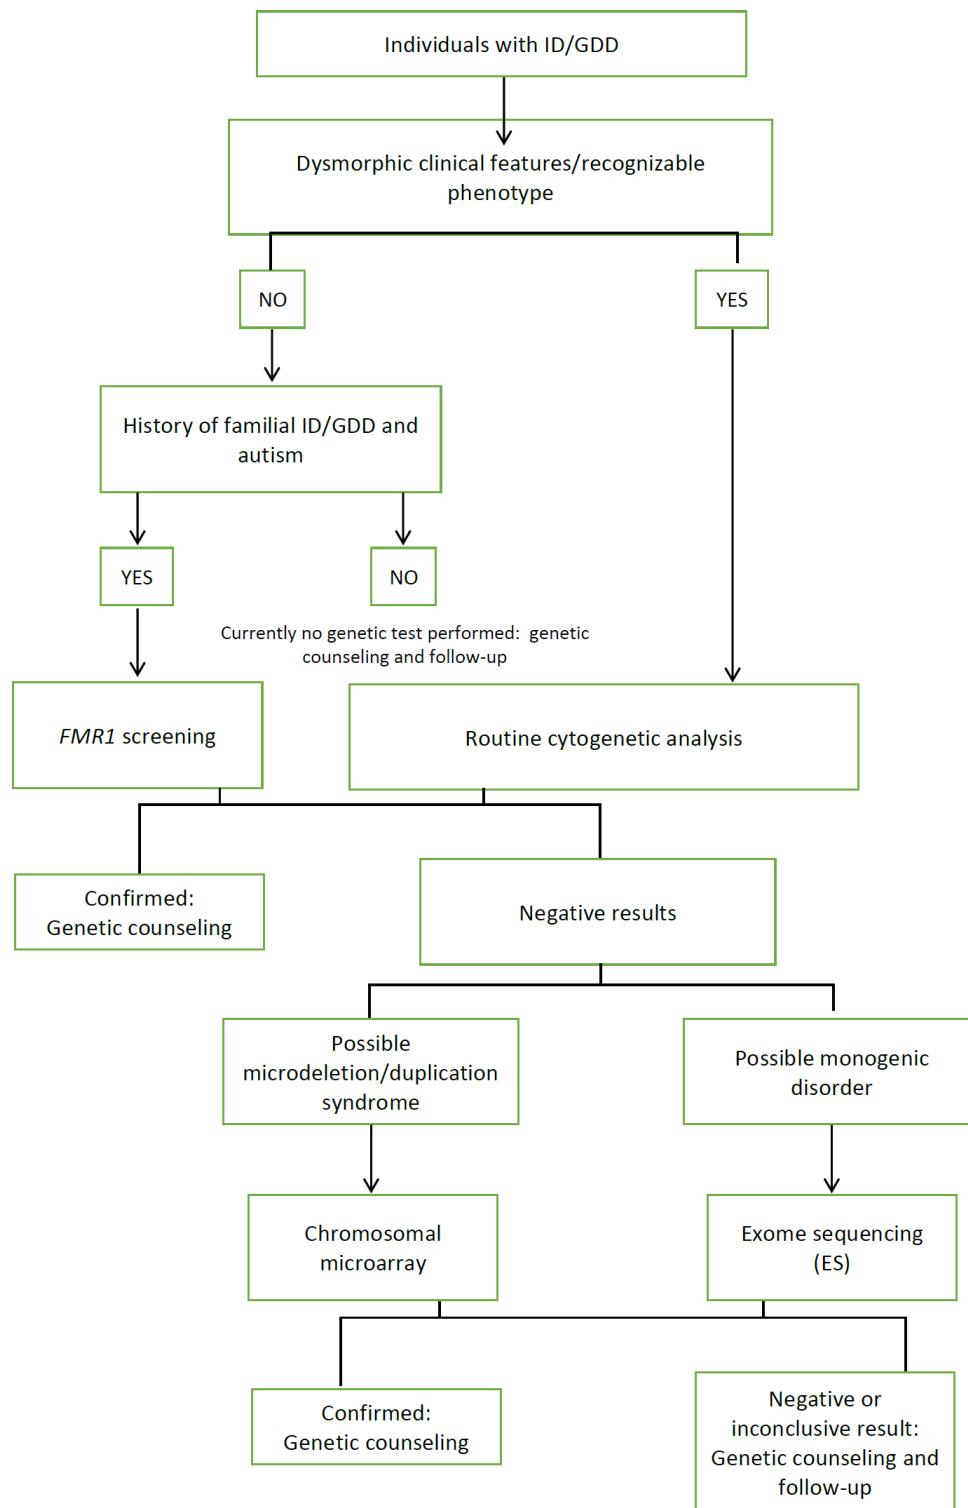 Individuals with ID/GDD
Dysmorphic clinical features/recognizable
phenotype
NO
YES
History of familial ID/GDD and
autism
YES
NO
Currently no genetic test performed:  genetic
counseling and follow-up
FMR1 screening
Routine cytogenetic analysis
Confirmed:
Genetic counseling
Negative results
Possible
microdeletion/duplication
syndrome
Possible monogenic
disorder
Chromosomal
microarray
Exome sequencing
(ES)
Confirmed:
Genetic counseling
Negative or
inconclusive result:
Genetic counseling and
follow-up